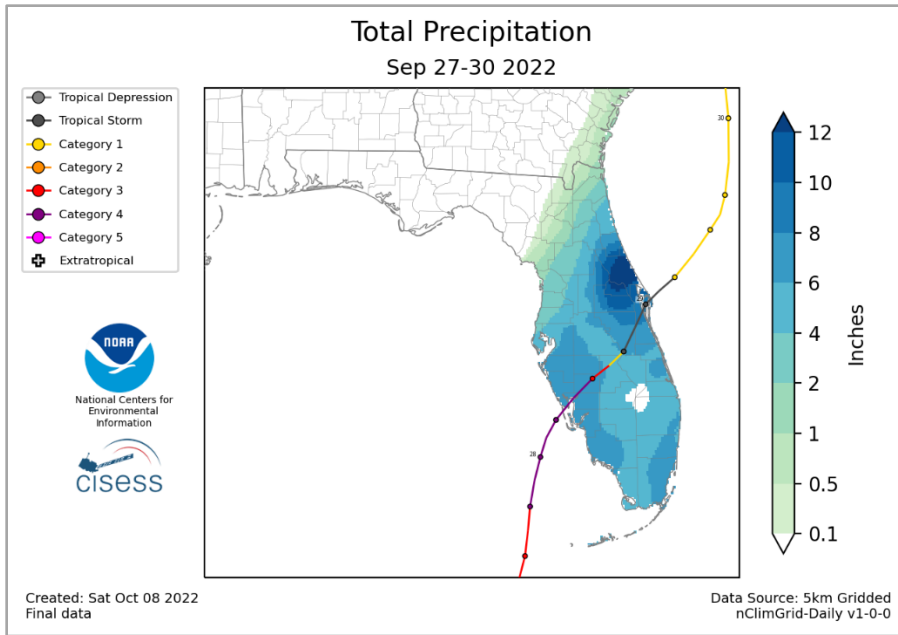 Total Precipitation
Sep 27-30 2022
Tropical Depression
Tropical Storm
Category 1
Category 2
Category 3
Category 4
Category 5
Extratropical
NOAA
National Centers for
Environmental
Information
CISESS
30
29
28
12
10
8
6
4
2
1
0.5
0.1
Inches
Created: Sat Oct 08 2022
Final data
Data Source: 5km Gridded
nClimGrid-Daily v1-0-0